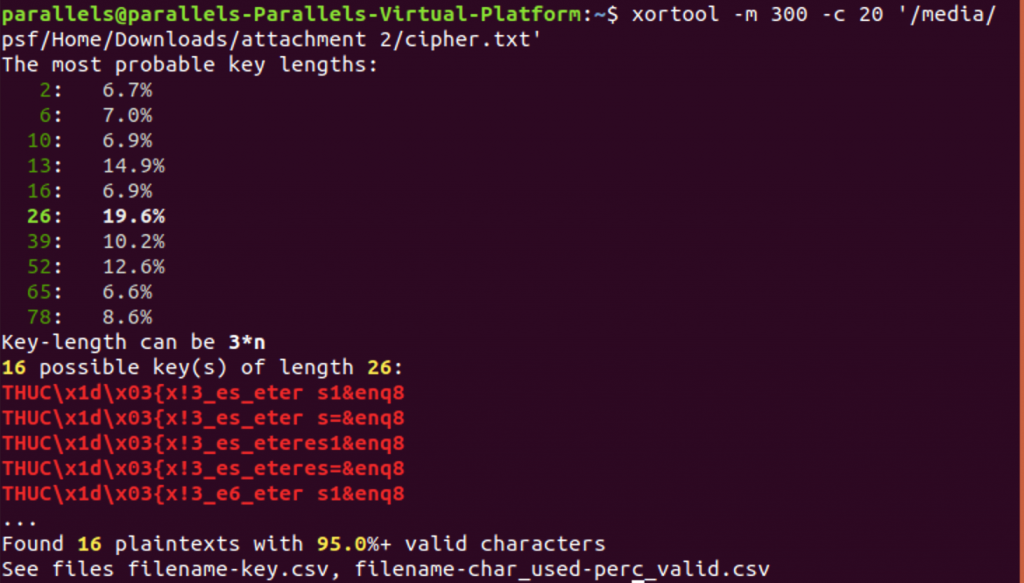 parallels@parallels-Parallels-Virtual-Platform:~$ xortool -m 300 -c 20 '/media/
psf/Home/Downloads/attachment 2/cipher.txt'
The most probable key lengths:
2: 6.7%
6: 7.0%
10: 6.9%
13: 14.9%
16: 6.9%
26: 19.6%
39: 10.2%
52: 12.6%
65: 6.6%
78: 8.6%
Key-length can be 3*n
16 possible key(s) of length 26:
THUC\x1d\x03{x!3_es_eter s1&enq8
THUC\x1d\x03{x!3_es_eter s=&enq8
THUC\x1d\x03{x!3_es_eteres1&enq8
THUC\x1d\x03{x!3_es_eteres=&enq8
THUC\x1d\x03{x!3_e6_eter s1&enq8
...
Found 16 plaintexts with 95.0%+ valid characters
See files filename-key.csv, filename-char_used-perc_valid.csv